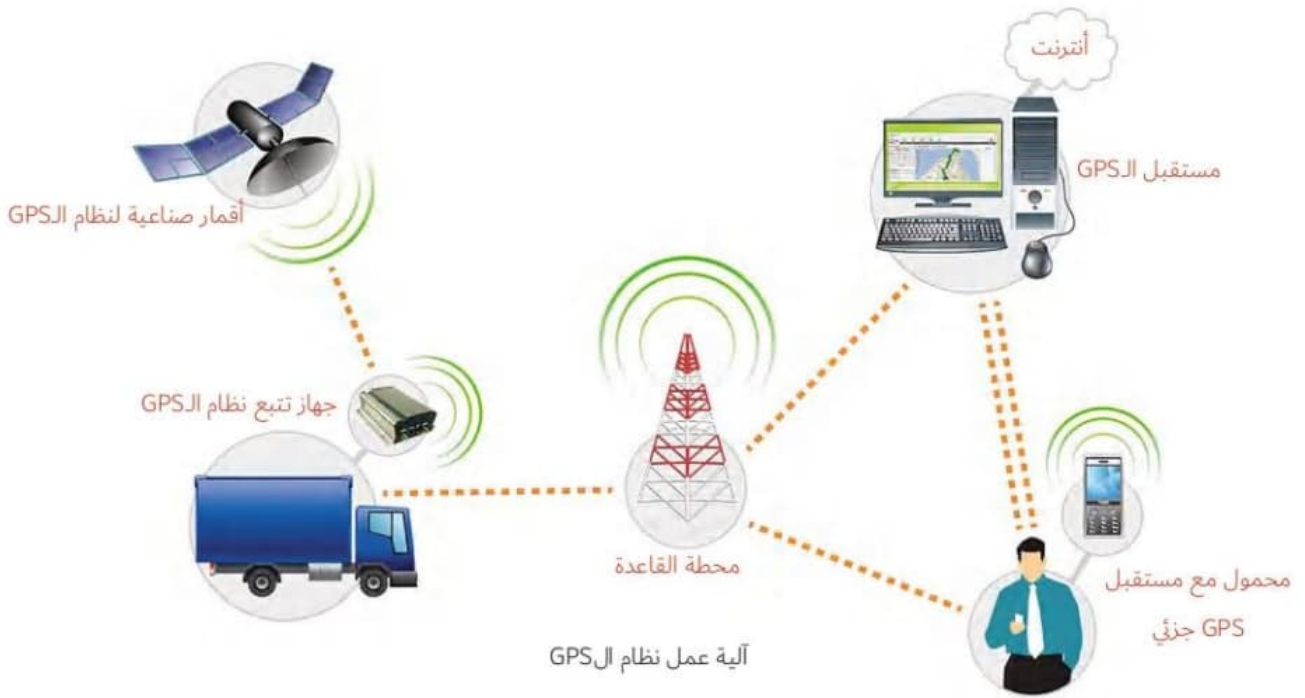 أنترنت
مستقبل الـGPS
أقمار صناعية لنظام الـGPS
جهاز تتبع نظام الـGPS
محطة القاعدة
محمول مع مستقبل
GPS جزئي
آلية عمل نظام الGPS